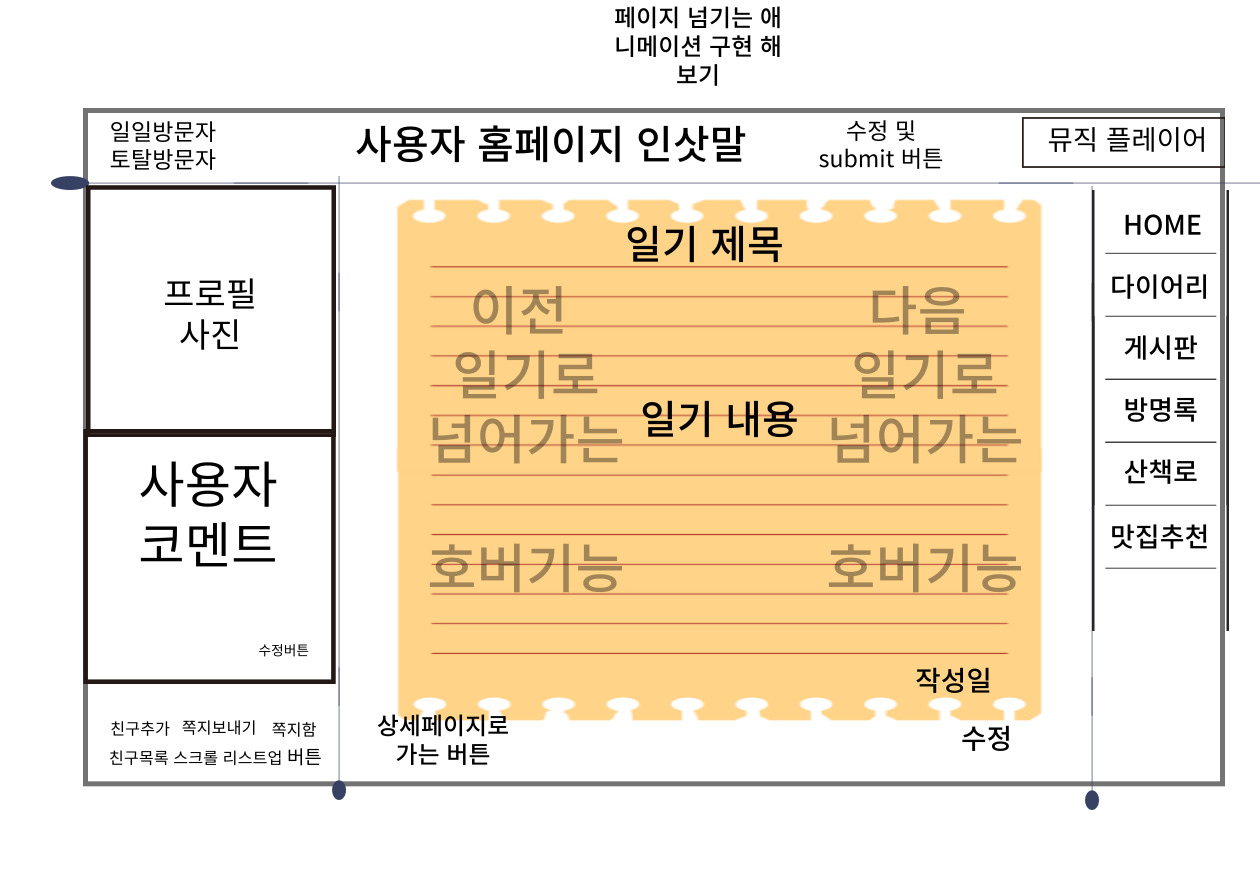 페이지 넘기는 애
니메이션 구현 해
보기
일일방문자
토탈방문자
사용자 홈페이지 인삿말
수정 및
submit 버튼
뮤직 플레이어
프로필
사진
사용자
코멘트
수정버튼
친구추가 쪽지보내기 쪽지함
친구목록 스크롤 리스트업 버튼
일기 제목
이전
일기로
넘어가는
호버기능
일기 내용
다음
일기로
넘어가는
호버기능
작성일
상세페이지로
가는 버튼
수정
HOME
다이어리
게시판
방명록
산책로
맛집추천